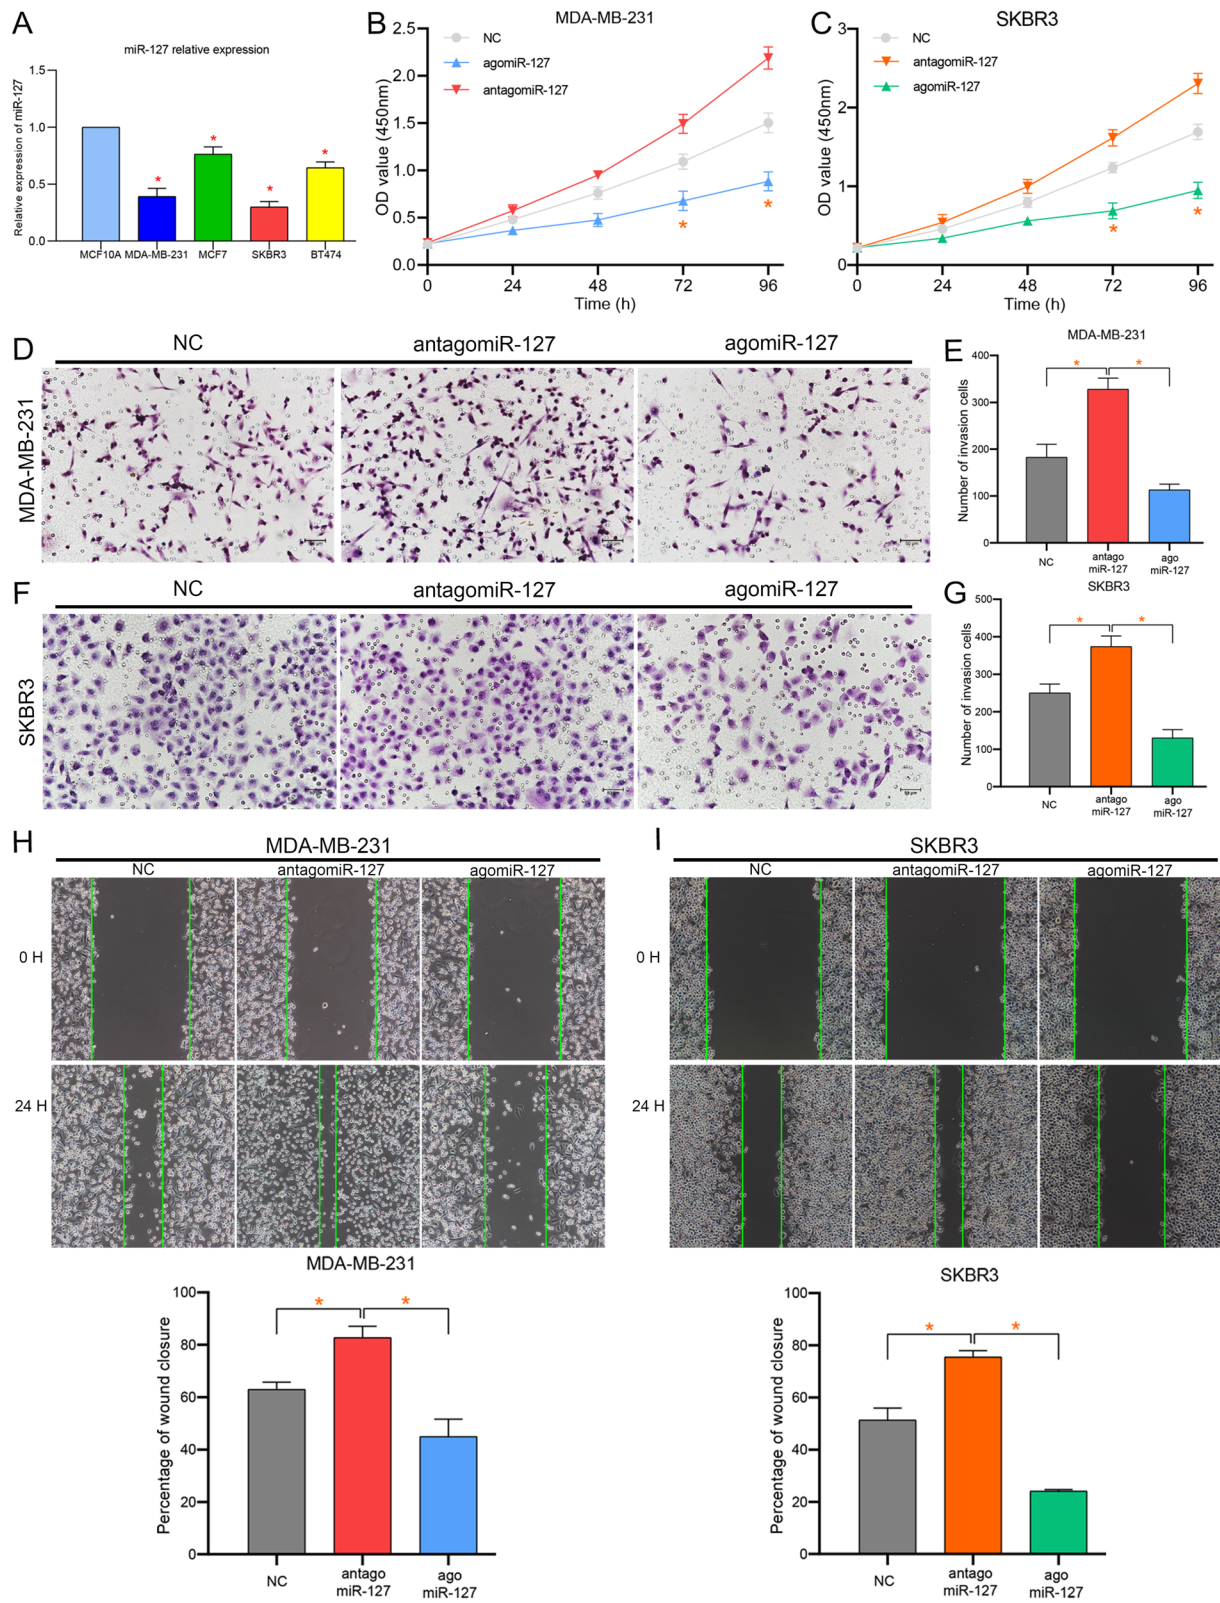 A
miR-127 relative expression
Relative expression of miR-127
1.5
1.0
0.5
0.0
*
*
*
*
MCF10A
MDA-MB-231
MCF7
SKBR3
BT474
B
MDA-MB-231
NC
agomiR-127
antagomiR-127
OD value (450nm)
2.5
2.0
1.5
1.0
0.5
0.0
*
*
0
24
48
72
96
Time (h)
C
SKBR3
NC
antagomiR-127
agomiR-127
OD value (450nm)
3
2
1
0
*
*
0
24
48
72
96
Time (h)
D
NC
antagomiR-127
agomiR-127
MDA-MB-231
E
MDA-MB-231
Number of invasion cells
400
300
200
100
0
*
*
NC
antago
miR-127
ago
miR-127
F
NC
antagomiR-127
agomiR-127
SKBR3
G
SKBR3
Number of invasion cells
500
400
300
200
100
0
*
*
NC
antago
miR-127
ago
miR-127
H
MDA-MB-231
NC
antagomiR-127
agomiR-127
0 H
24 H
MDA-MB-231
Percentage of wound closure
100
80
60
40
20
0
*
*
NC
antago
miR-127
ago
miR-127
I
SKBR3
NC
antagomiR-127
agomiR-127
0 H
24 H
SKBR3
Percentage of wound closure
100
80
60
40
20
0
*
*
NC
antago
miR-127
ago
miR-127